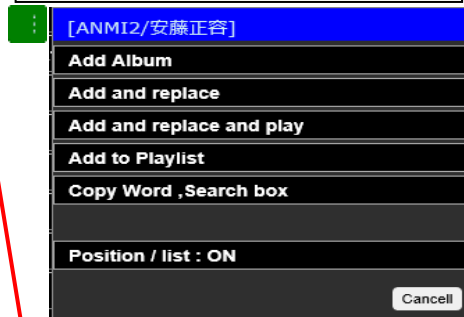 [ANMI2/安藤正容]
Add Album
Add and replace
Add and replace and play
Add to Playlist
Copy Word ,Search box
Position / list : ON
Cancell